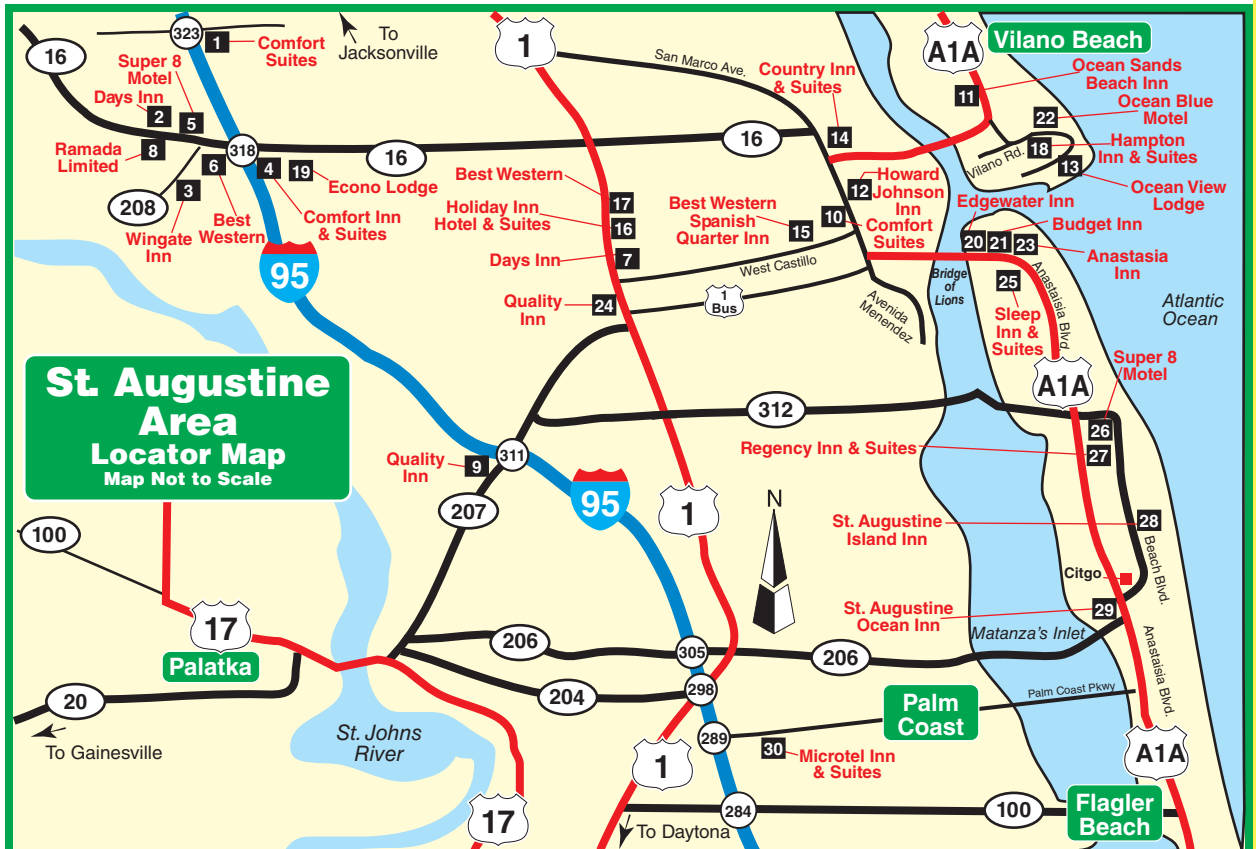 323
1
Comfort
Suites
To
Jacksonville
16
Super 8
Motel
Days Inn
2
5
Ramada
Limited
8
318
6
4
19
Econo Lodge
16
208
3
Wingate
Inn
Best
Western
Comfort Inn
& Suites
95
1
San Marco Ave.
Country Inn
& Suites
14
16
Best Western
17
Holiday Inn
Hotel & Suites
16
Days Inn
7
Best Western
Spanish
Quarter Inn
15
12
Howard
Johnson
Inn
10
Comfort
Suites
West Castillo
Quality
Inn
24
1
Bus
Avenida
Menendez
A1A
Vilano Beach
Ocean Sands
Beach Inn
11
Ocean Blue
Motel
22
Hampton
Inn & Suites
18
Vilano Rd.
13
Ocean View
Lodge
Edgewater Inn
Budget Inn
20
21
23
Anastasia
Inn
Bridge
of
Lions
25
Sleep
Inn &
Suites
Anastaisia Blvd.
Atlantic
Ocean
A1A
Super 8
Motel
St. Augustine
Area
Locator Map
Map Not to Scale
312
26
Regency Inn & Suites
27
Quality
Inn
9
311
95
207
1
N
100
St. Augustine
Island Inn
28
Beach Blvd.
Citgo
St. Augustine
Ocean Inn
29
Matanza's Inlet
17
Palatka
206
305
206
20
204
298
Palm Coast Pkwy
Anastaisia Blvd.
To Gainesville
St. Johns
River
Palm
Coast
289
1
30
Microtel Inn
& Suites
A1A
17
To Daytona
284
100
Flagler
Beach